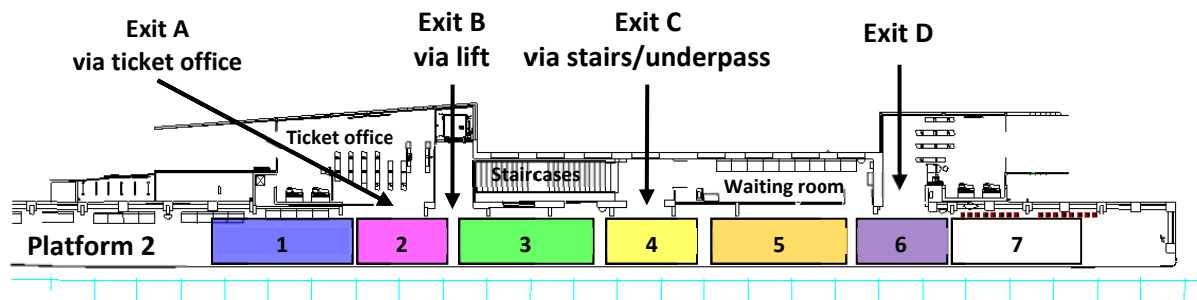 Exit A
via ticket office
Exit B
via lift
Exit C
via stairs/underpass
Exit D
Ticket office
Staircases
Waiting room
Platform 2
1
2
3
4
5
6
7